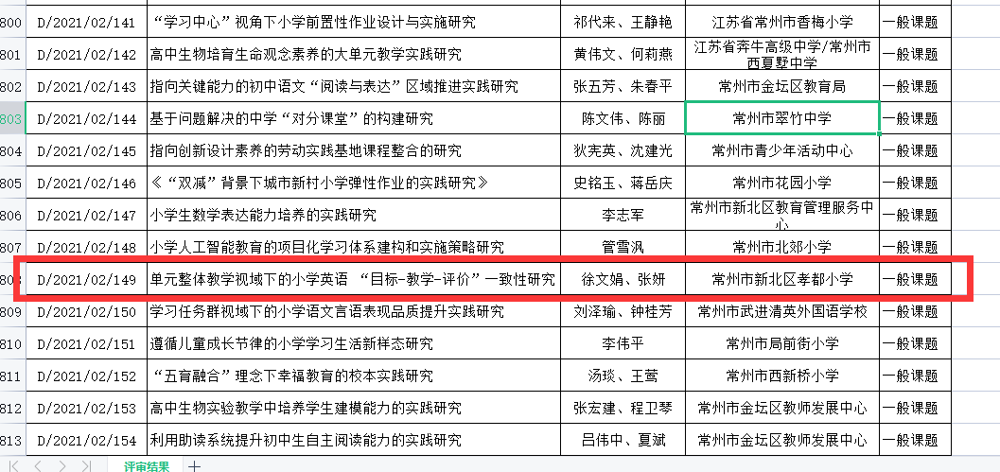 800 D/2021/02/141 “学习中心”视角下小学前置性作业设计与实施研究 祁代来、王静艳 江苏省常州市香梅小学 一般课题
801 D/2021/02/142 高中生物培育生命观念素养的大单元教学实践研究 黄伟文、何莉燕 江苏省奔牛高级中学/常州市西夏墅中学 一般课题
802 D/2021/02/143 指向关键能力的初中语文“阅读与表达”区域推进实践研究 张五芳、朱春平 常州市金坛区教育局 一般课题
803 D/2021/02/144 基于问题解决的中学“对分课堂”的构建研究 陈文伟、陈丽 常州市翠竹中学 一般课题
804 D/2021/02/145 指向创新设计素养的劳动实践基地课程整合的研究 狄宪英、沈建光 常州市青少年活动中心 一般课题
805 D/2021/02/146 《“双减”背景下城市新村小学弹性作业的实践研究》 史铭玉、蒋岳庆 常州市花园小学 一般课题
806 D/2021/02/147 小学生数学表达能力培养的实践研究 李志军 常州市新北区教育管理服务中心 一般课题
807 D/2021/02/148 小学人工智能教育的项目化学习体系建构和实施策略研究 管雪沨 常州市北郊小学 一般课题
808 D/2021/02/149 单元整体教学视域下的小学英语 “目标-教学-评价”一致性研究 徐文娟、张妍 常州市新北区孝都小学 一般课题
809 D/2021/02/150 学习任务群视域下的小学语文言语表现品质提升实践研究 刘泽瑜、钟桂芳 常州市武进清英外国语学校 一般课题
810 D/2021/02/151 遵循儿童成长节律的小学学习生活新样态研究 李伟平 常州市局前街小学 一般课题
811 D/2021/02/152 “五育融合”理念下幸福教育的校本实践研究 汤琰、王莺 常州市西新桥小学 一般课题
812 D/2021/02/153 高中生物实验教学中培养学生建模能力的实践研究 张宏建、程卫琴 常州市金坛区教师发展中心 一般课题
813 D/2021/02/154 利用助读系统提升初中生自主阅读能力的实践研究 吕伟中、夏斌 常州市金坛区教师发展中心 一般课题
评审结果